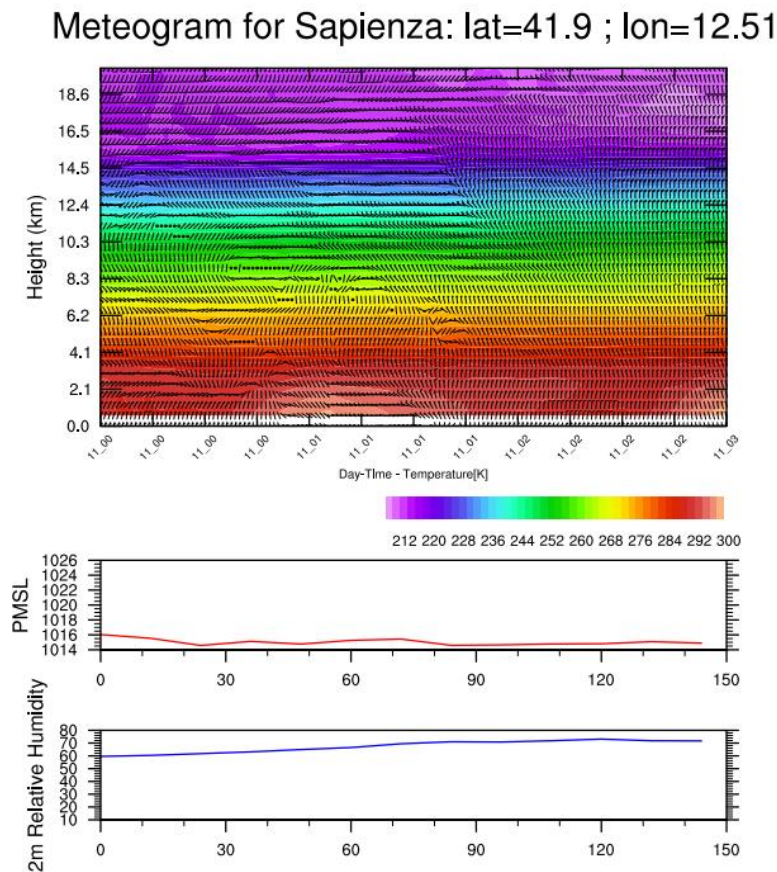 Meteogram for Sapienza: lat=41.9 ; lon=12.51
Height (km)
18.6
16.5
14.5
12.4
10.3
8.3
6.2
4.1
2.1
0.0
11_00 11_00 11_00 11_00 11_01 11_01 11_01 11_01 11_02 11_02 11_02 11_02 11_03
Day-TIme - Temperature[K]
212 220 228 236 244 252 260 268 276 284 292 300
PMSL
1026
1024
1022
1020
1018
1016
1014
0 30 60 90 120 150
2m Relative Humidity
80
70
60
50
40
30
20
10
0 30 60 90 120 150